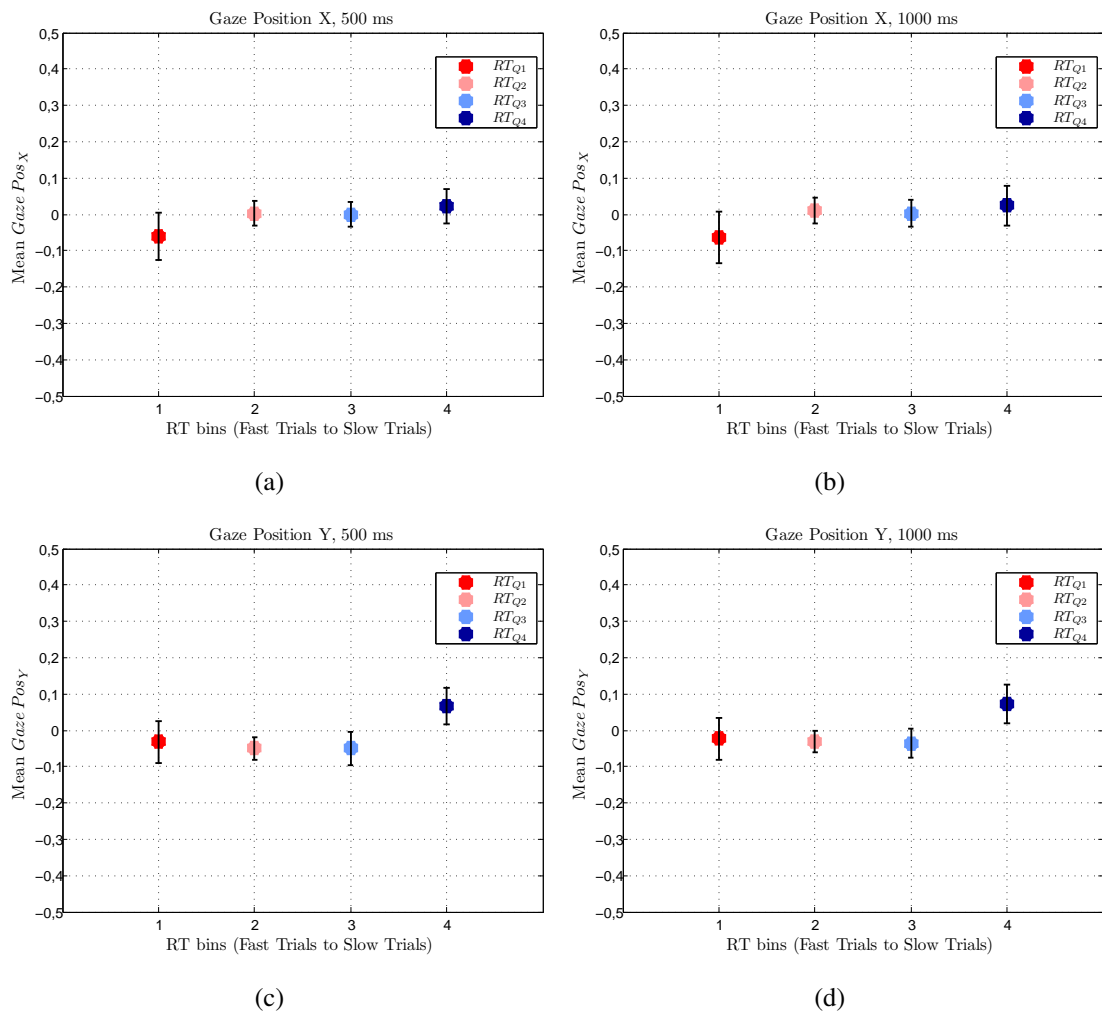 Gaze Position X, 500 ms
0,5
0,4
0,3
0,2
0,1
0
−0,1
−0,2
−0,3
−0,4
−0,5
Mean Gaze Pos_X
RT_Q1
RT_Q2
RT_Q3
RT_Q4
1 2 3 4
RT bins (Fast Trials to Slow Trials)
(a)
Gaze Position X, 1000 ms
0,5
0,4
0,3
0,2
0,1
0
−0,1
−0,2
−0,3
−0,4
−0,5
Mean Gaze Pos_X
RT_Q1
RT_Q2
RT_Q3
RT_Q4
1 2 3 4
RT bins (Fast Trials to Slow Trials)
(b)
Gaze Position Y, 500 ms
0,5
0,4
0,3
0,2
0,1
0
−0,1
−0,2
−0,3
−0,4
−0,5
Mean Gaze Pos_Y
RT_Q1
RT_Q2
RT_Q3
RT_Q4
1 2 3 4
RT bins (Fast Trials to Slow Trials)
(c)
Gaze Position Y, 1000 ms
0,5
0,4
0,3
0,2
0,1
0
−0,1
−0,2
−0,3
−0,4
−0,5
Mean Gaze Pos_Y
RT_Q1
RT_Q2
RT_Q3
RT_Q4
1 2 3 4
RT bins (Fast Trials to Slow Trials)
(d)